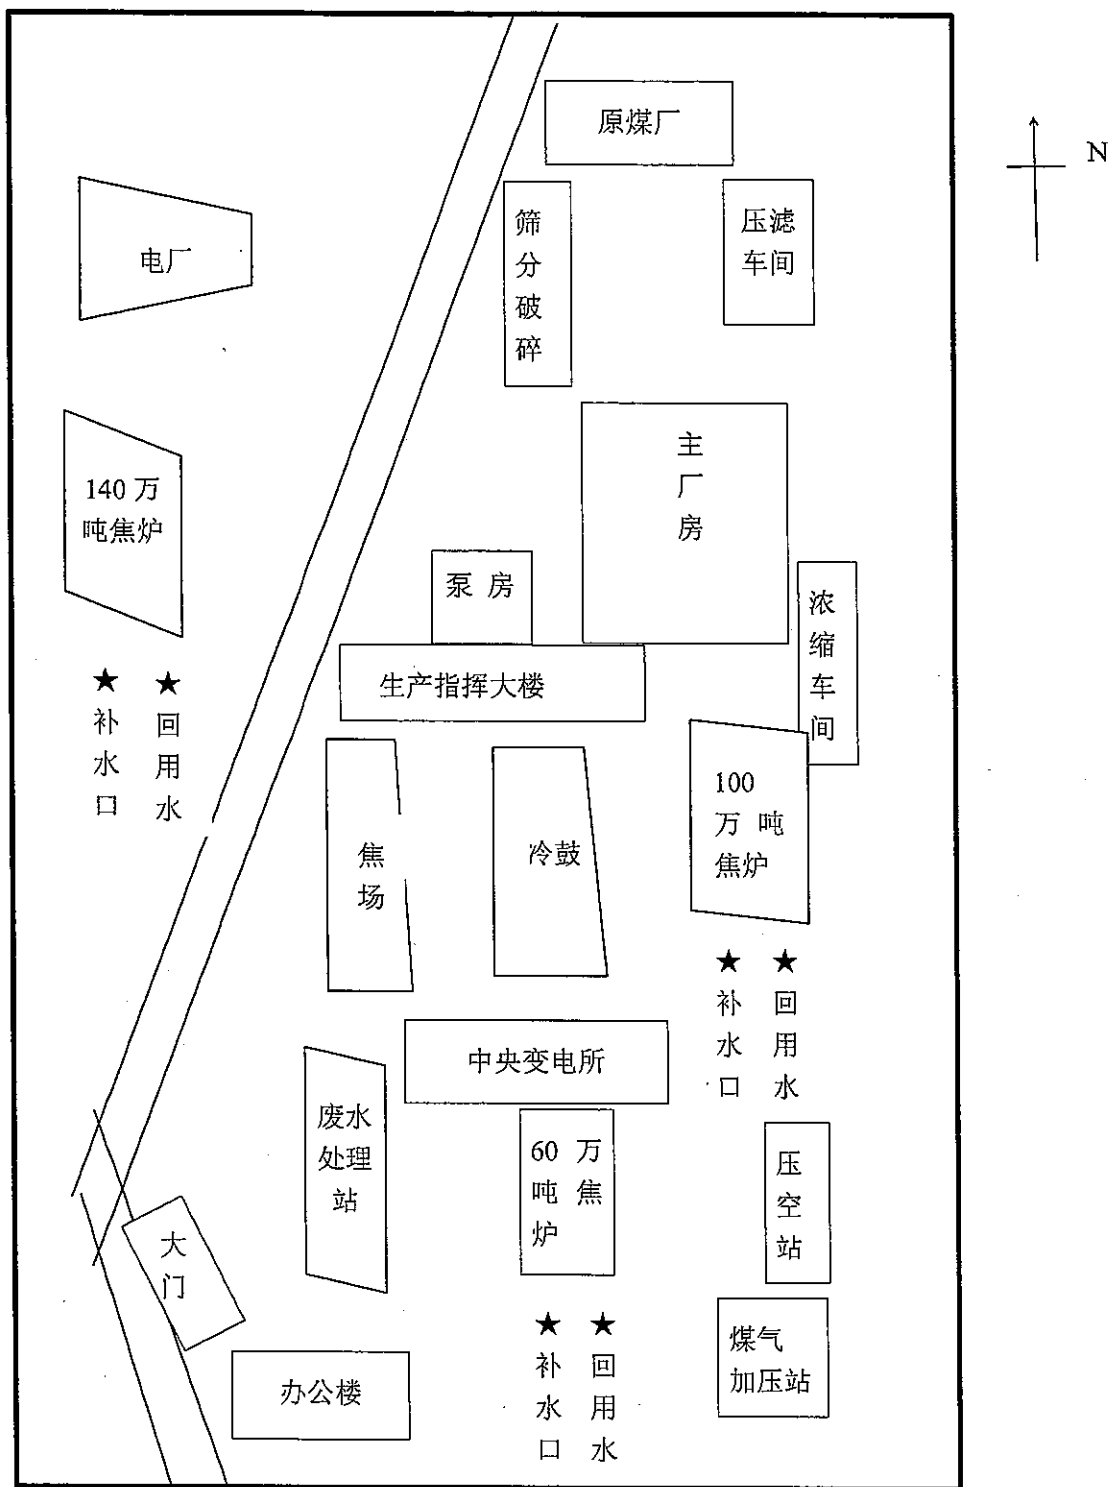 原煤厂
N
筛
分
破
碎
压滤
车间
电厂
主
厂
房
140 万
吨焦炉
泵 房
浓
缩
车
间
生产指挥大楼
★ ★
补 回
水 用
口 水
100
万 吨
焦炉
焦
场
冷鼓
★ ★
补 回
水 用
口 水
中央变电所
废水
处理
站
60 万
吨 焦
炉
压
空
站
大
门
★ ★
补 回
水 用
口 水
煤气
加压站
办公楼